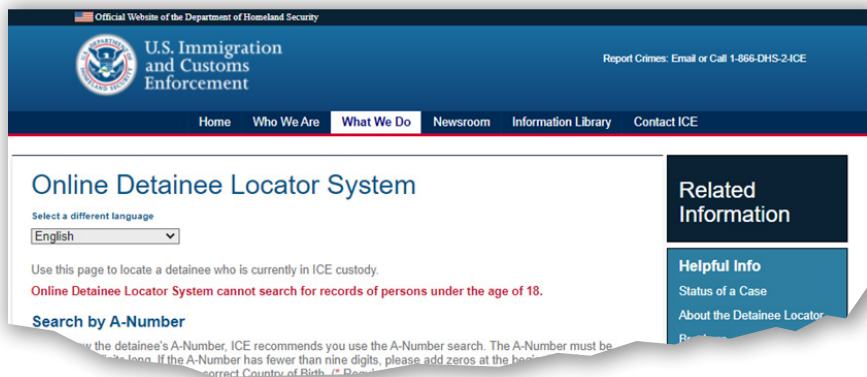 Official Website of the Department of Homeland Security
U.S. Immigration
and Customs
Enforcement
Report Crimes: Email or Call 1-866-DHS-2-ICE
Home Who We Are What We Do Newsroom Information Library Contact ICE
Online Detainee Locator System
Select a different language
English
Use this page to locate a detainee who is currently in ICE custody.
Online Detainee Locator System cannot search for records of persons under the age of 18.
Search by A-Number
the detainee's A-Number, ICE recommends you use the A-Number search. The A-Number must be
long. If the A-Number has fewer than nine digits, please add zeros at the
correct Country of Birth. (*
Related
Information
Helpful Info
Status of a Case
About the Detainee Locator